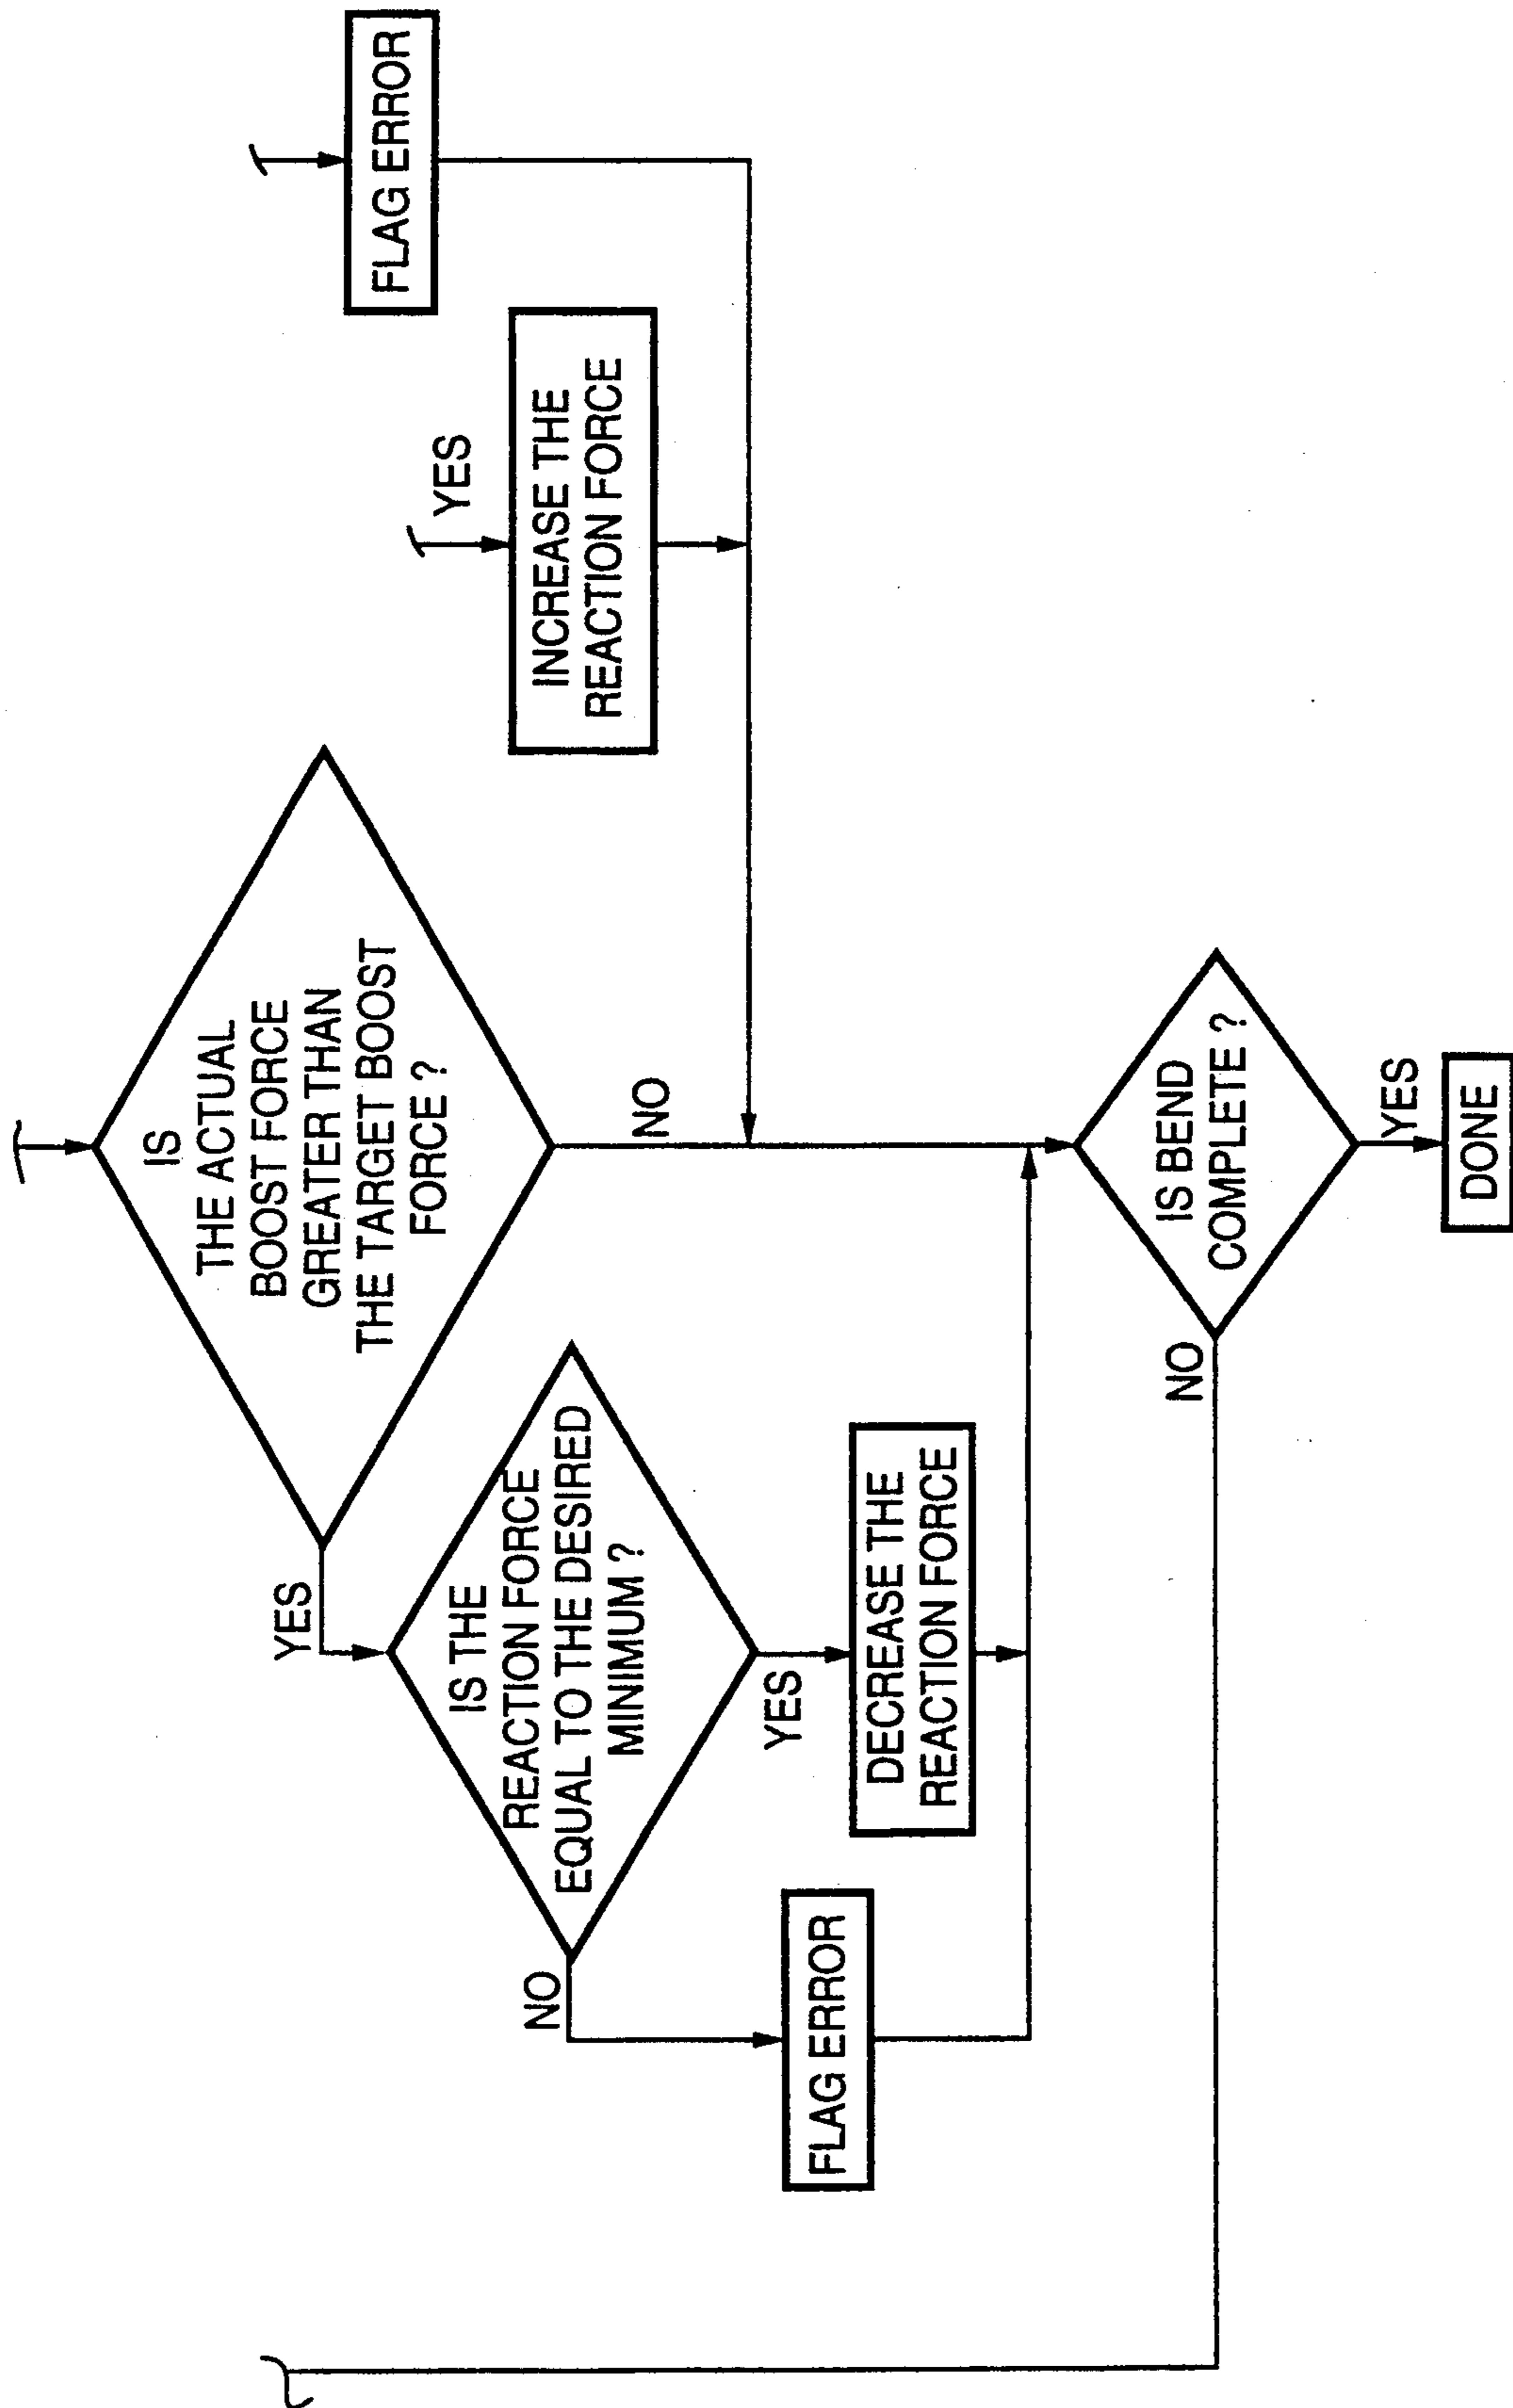 IS
THE ACTUAL
BOOST FORCE
GREATER THAN
THE TARGET BOOST
FORCE ?
YES
NO
FLAG ERROR
YES
INCREASE THE
REACTION FORCE
IS THE
REACTION FORCE
EQUAL TO THE DESIRED
MINIMUM ?
NO
YES
FLAG ERROR
DECREASE THE
REACTION FORCE
IS BEND
COMPLETE ?
NO
YES
DONE